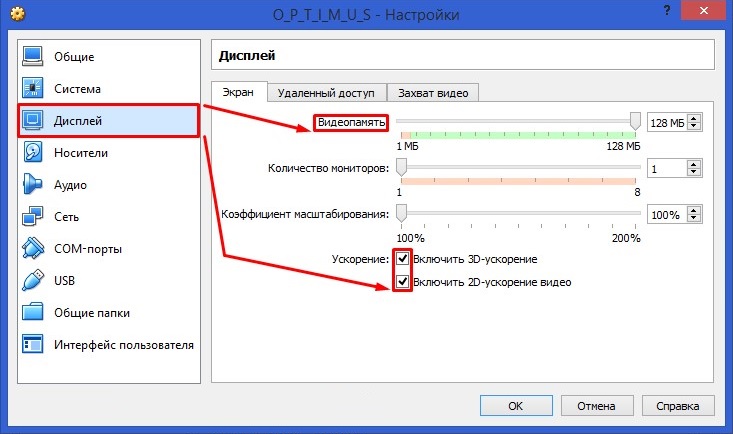 O_P_T_I_M_U_S - Настройки
Общие
Система
Дисплей
Носители
Аудио
Сеть
COM-порты
USB
Общие папки
Интерфейс пользователя
Дисплей
Экран
Удаленный доступ
Захват видео
Видеопамять
128 МБ
1 МБ
128 МБ
Количество мониторов:
1
1
8
Коэффициент масштабирования:
100%
100%
200%
Ускорение:
Включить 3D-ускорение
Включить 2D-ускорение видео
OK
Отмена
Справка